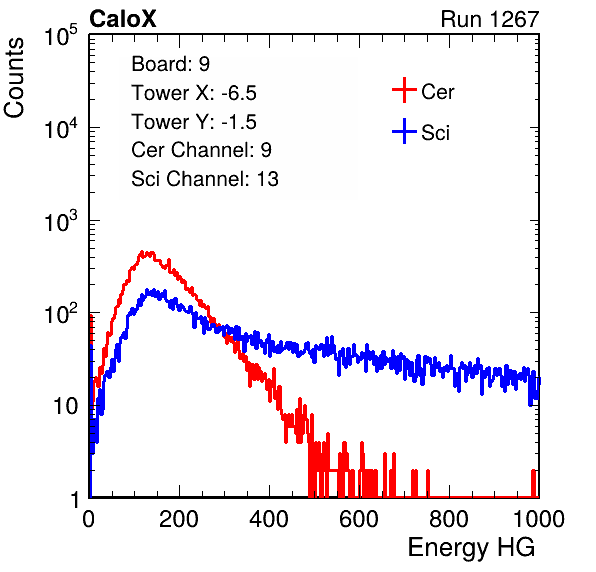 CaloX Run 1267
Counts
10^5
10^4
10^3
10^2
10
1
Board: 9
Tower X: -6.5
Tower Y: -1.5
Cer Channel: 9
Sci Channel: 13
Cer
Sci
0 200 400 600 800 1000
Energy HG